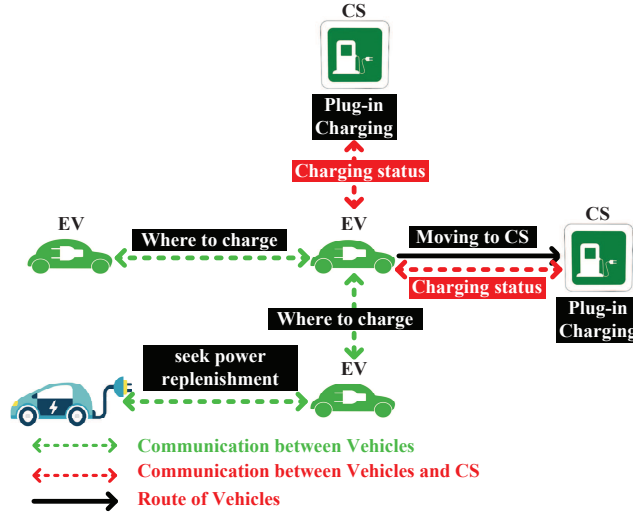 CS
Plug-in
Charging
Charging status
EV
Where to charge
EV
Moving to CS
Charging status
CS
Plug-in
Charging
Where to charge
seek power
replenishment
EV
Communication between Vehicles
Communication between Vehicles and CS
Route of Vehicles